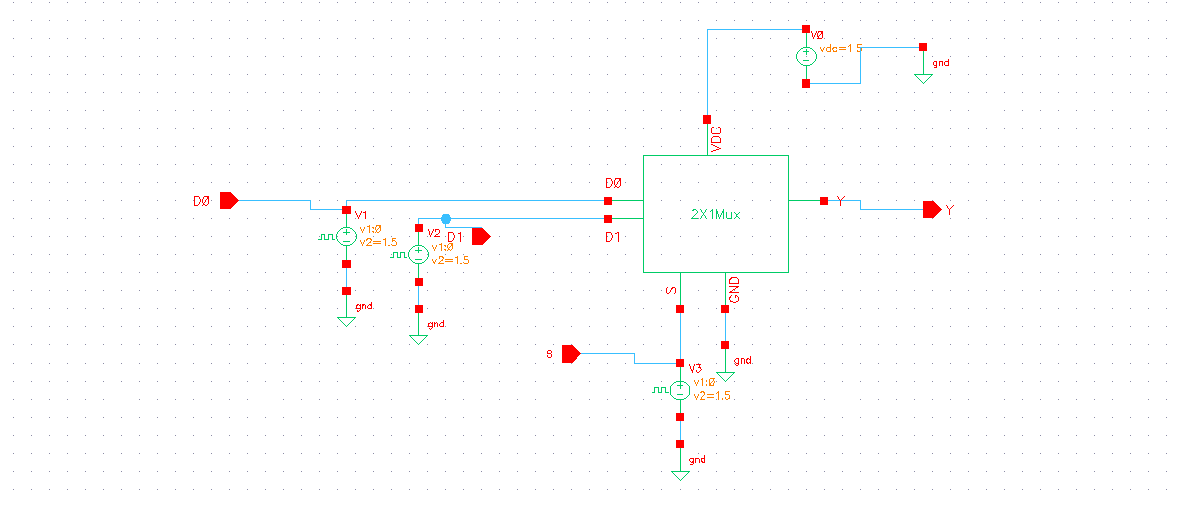 V0
vdc=1.5
gnd
VDC
D0
D0
V1
v1:0
v2=1.5
2X1Mux
Y
Y
V2
D1
D1
v1:0
v2=1.5
S
GND
gnd
gnd
S
gnd
V3
v1:0
v2=1.5
gnd